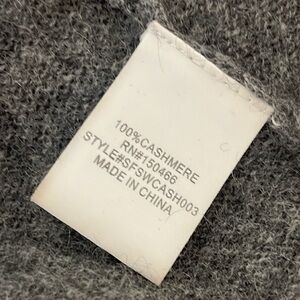 100%CASHMERE
RN#150466
STYLE#SFSWCASH003
MADE IN CHINA